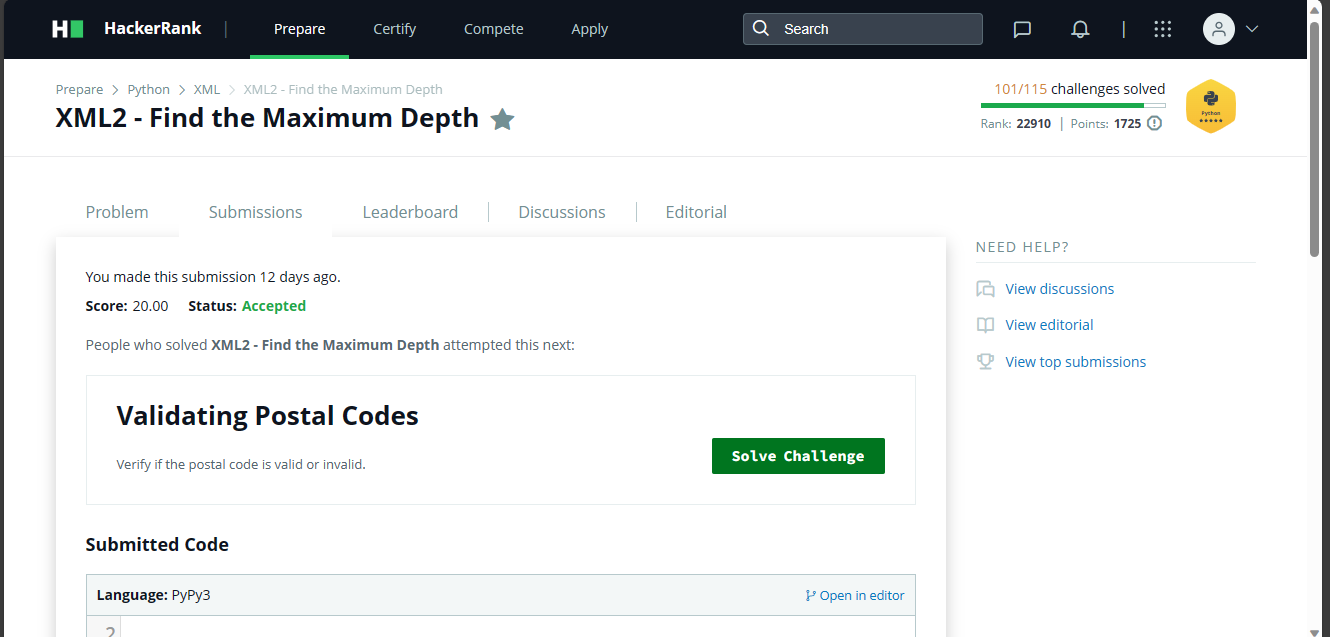 HackerRank | Prepare Certify Compete Apply Search |
Prepare > Python > XML > XML2 - Find the Maximum Depth
XML2 - Find the Maximum Depth
101/115 challenges solved
Rank: 22910 | Points: 1725
Python
Problem Submissions Leaderboard Discussions Editorial
You made this submission 12 days ago.
Score: 20.00 Status: Accepted
People who solved XML2 - Find the Maximum Depth attempted this next:
Validating Postal Codes
Verify if the postal code is valid or invalid.
Solve Challenge
Submitted Code
Language: PyPy3 Open in editor
2
NEED HELP?
View discussions
View editorial
View top submissions